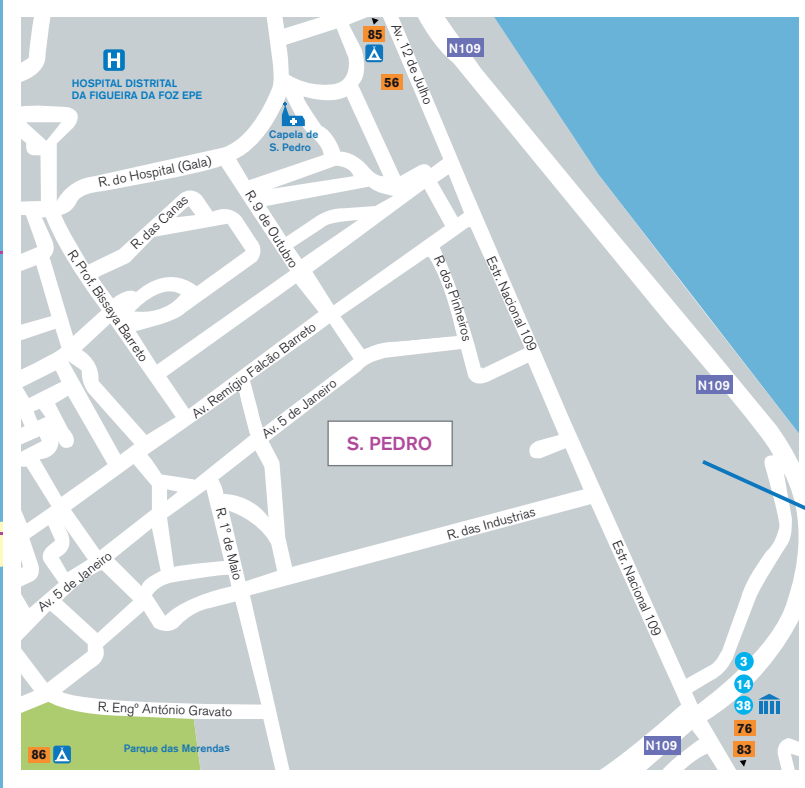 85
N109
Av. 12 de Julho
H
56
HOSPITAL DISTRITAL
DA FIGUEIRA DA FOZ EPE
Capela de
S. Pedro
R. do Hospital (Gala)
R. das Canas
R. 9 de Outubro
R. Prof. Bissaya Barreto
R. dos Pinheiros
Estr. Nacional 109
Av. Remígio Falcão Barreto
N109
Av. 5 de Janeiro
S. PEDRO
R. das Industrias
R. 1º de Maio
Av. 5 de Janeiro
Estr. Nacional 109
3
14
38
R. Engº António Gravato
76
N109
83
Parque das Merendas
86